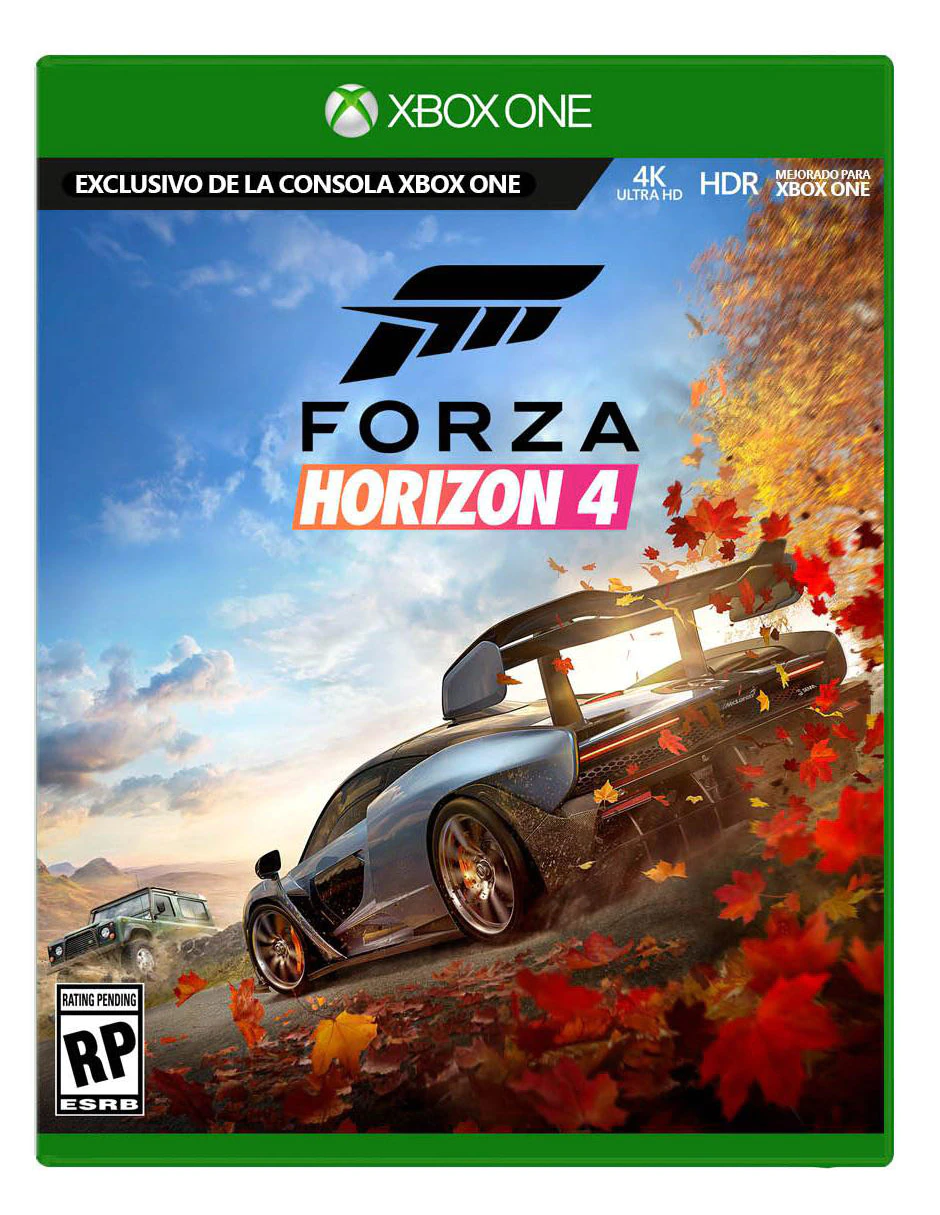 XBOX ONE
EXCLUSIVO DE LA CONSOLA XBOX ONE
4K
ULTRA HD
HDR
MEJORADO PARA
XBOX ONE
FORZA
HORIZON 4
McLaren
RATING PENDING
RP
ESRB